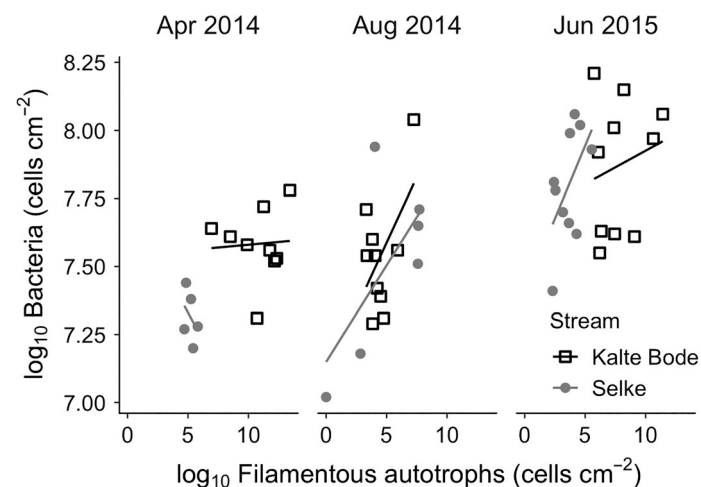 Apr 2014 Aug 2014 Jun 2015
8.25
8.00
7.75
7.50
7.25
7.00
log₁₀ Bacteria (cells cm⁻²)
Stream
Kalte Bode
Selke
0 5 10 0 5 10 0 5 10
log₁₀ Filamentous autotrophs (cells cm⁻²)